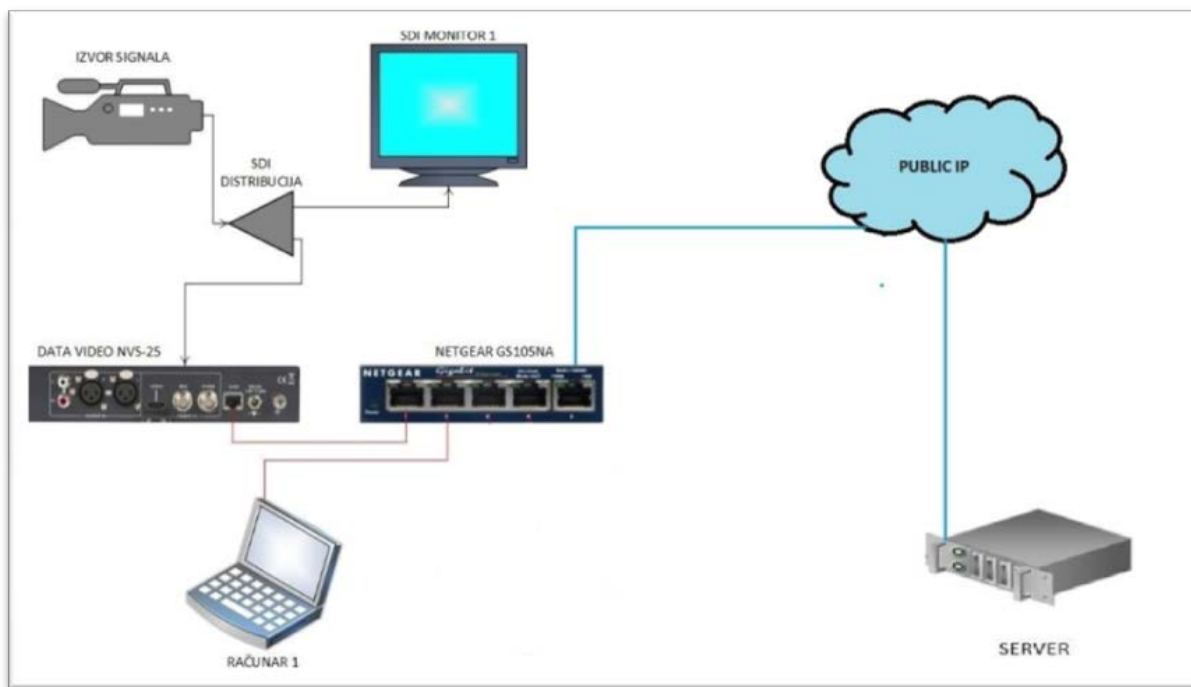 IZVOR SIGNALA
SDI MONITOR 1
SDI
DISTRIBUCIJA
PUBLIC IP
DATA VIDEO NVS-25
NETGEAR GS105NA
NETGEAR
Gigabit
RAČUNAR 1
SERVER